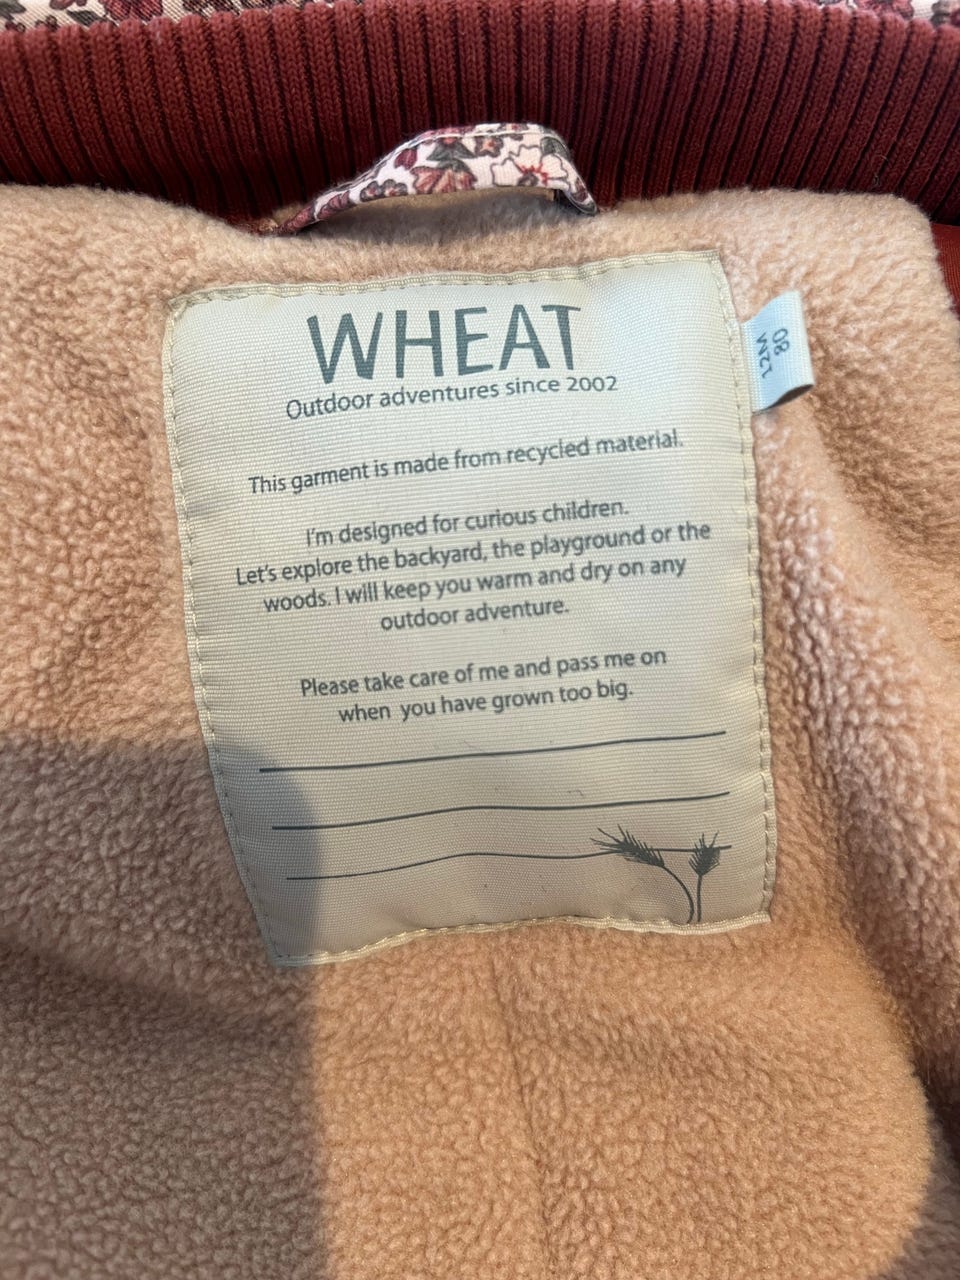 WHEAT
Outdoor adventures since 2002
This garment is made from recycled material.
I'm designed for curious children.
Let's explore the backyard, the playground or the
woods. I will keep you warm and dry on any
outdoor adventure.
Please take care of me and pass me on
when you have grown too big.
80
12M